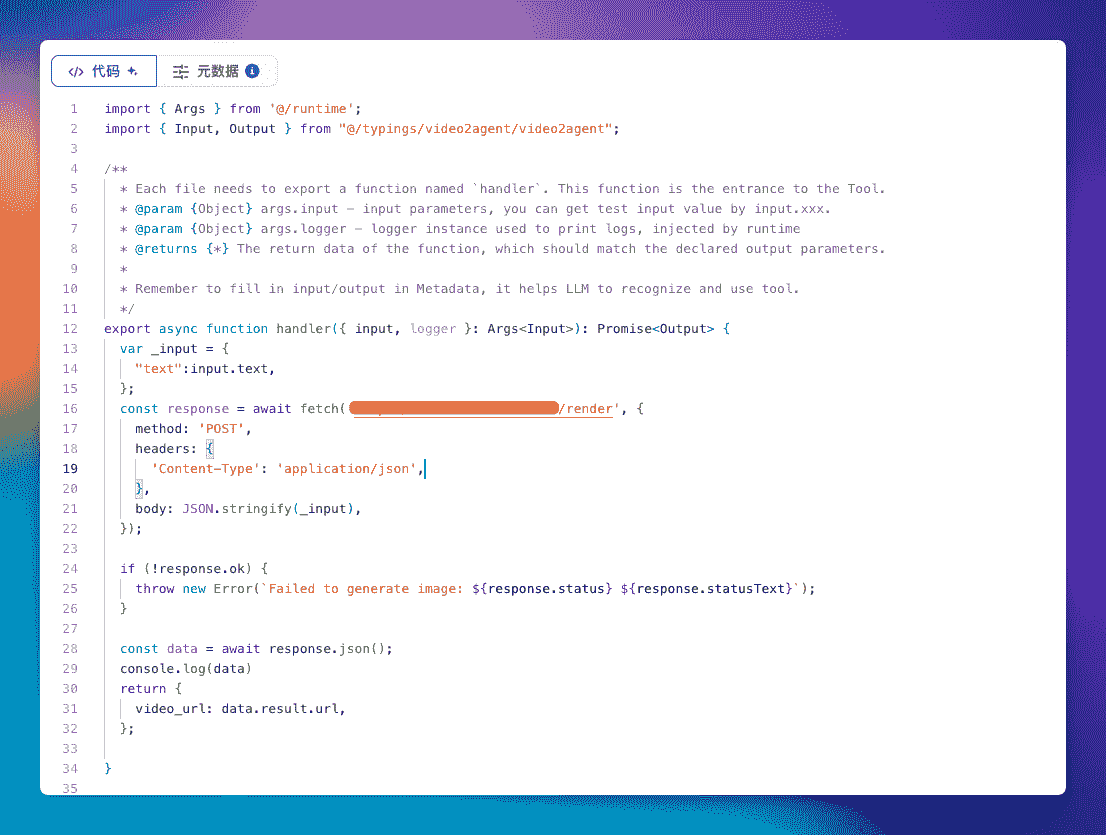 </> 代码 元数据 i
1 import { Args } from '@/runtime';
2 import { Input, Output } from "@/typings/video2agent/video2agent";
3
4 /**
5 * Each file needs to export a function named `handler`. This function is the entrance to the Tool.
6 * @param {Object} args.input - input parameters, you can get test input value by input.xxx.
7 * @param {Object} args.logger - logger instance used to print logs, injected by runtime
8 * @returns {*} The return data of the function, which should match the declared output parameters.
9 *
10 * Remember to fill in input/output in Metadata, it helps LLM to recognize and use tool.
11 */
12 export async function handler({ input, logger }: Args<Input>): Promise<Output> {
13 var _input = {
14 "text":input.text,
15 };
16 const response = await fetch('/render', {
17 method: 'POST',
18 headers: {
19 'Content-Type': 'application/json',
20 },
21 body: JSON.stringify(_input),
22 });
23
24 if (!response.ok) {
25 throw new Error(`Failed to generate image: ${response.status} ${response.statusText}`);
26 }
27
28 const data = await response.json();
29 console.log(data)
30 return {
31 video_url: data.result.url,
32 };
33
34 }
35